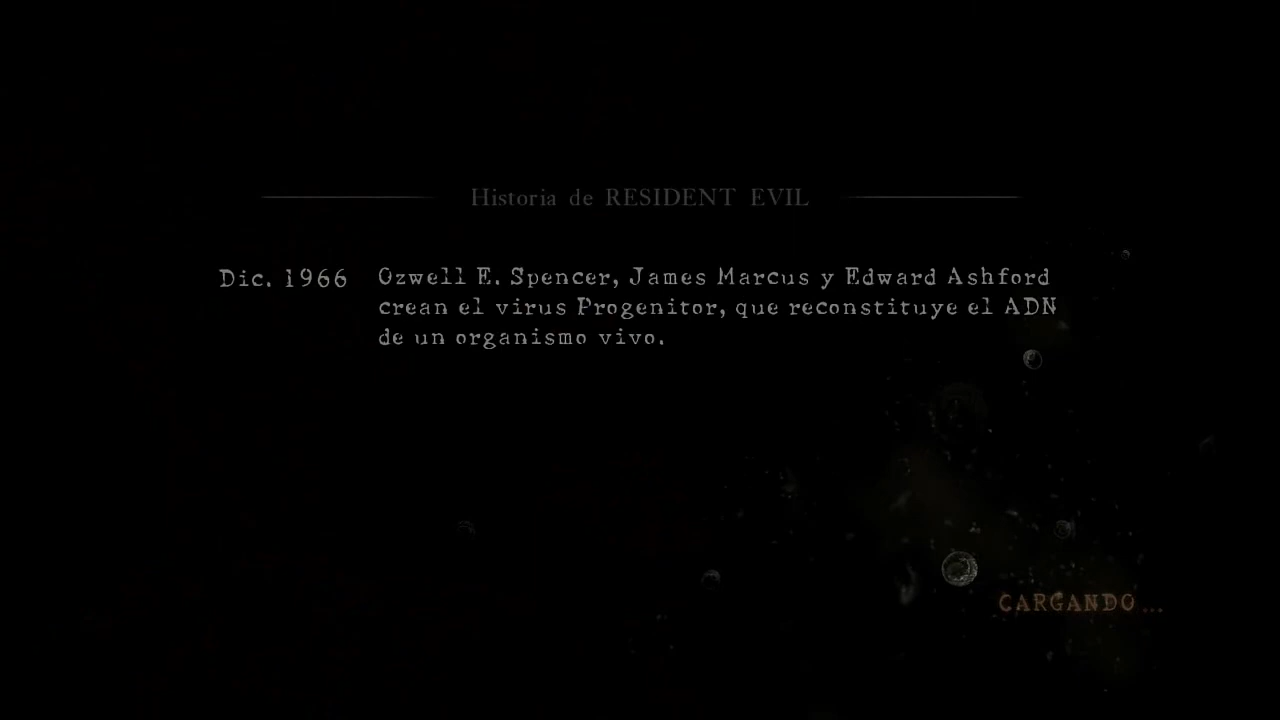 Historia de RESIDENT EVIL
Dic. 1966 Ozwell E. Spencer, James Marcus y Edward Ashford
crean el virus Progenitor, que reconstituye el ADN
de un organismo vivo.
CARGANDO...